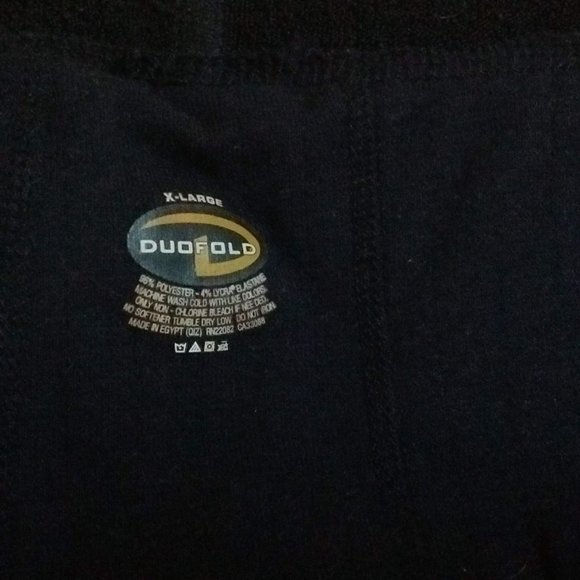 X-LARGE
DUOFOLD
96% POLYESTER - 4% LYCRA® ELASTANE
MACHINE WASH COLD WITH LIKE COLORS.
ONLY NON - CHLORINE BLEACH IF NEEDED.
NO SOFTENER TUMBLE DRY LOW. DO NOT IRON.
MADE IN EGYPT (QIZ) RN22082 CA33088